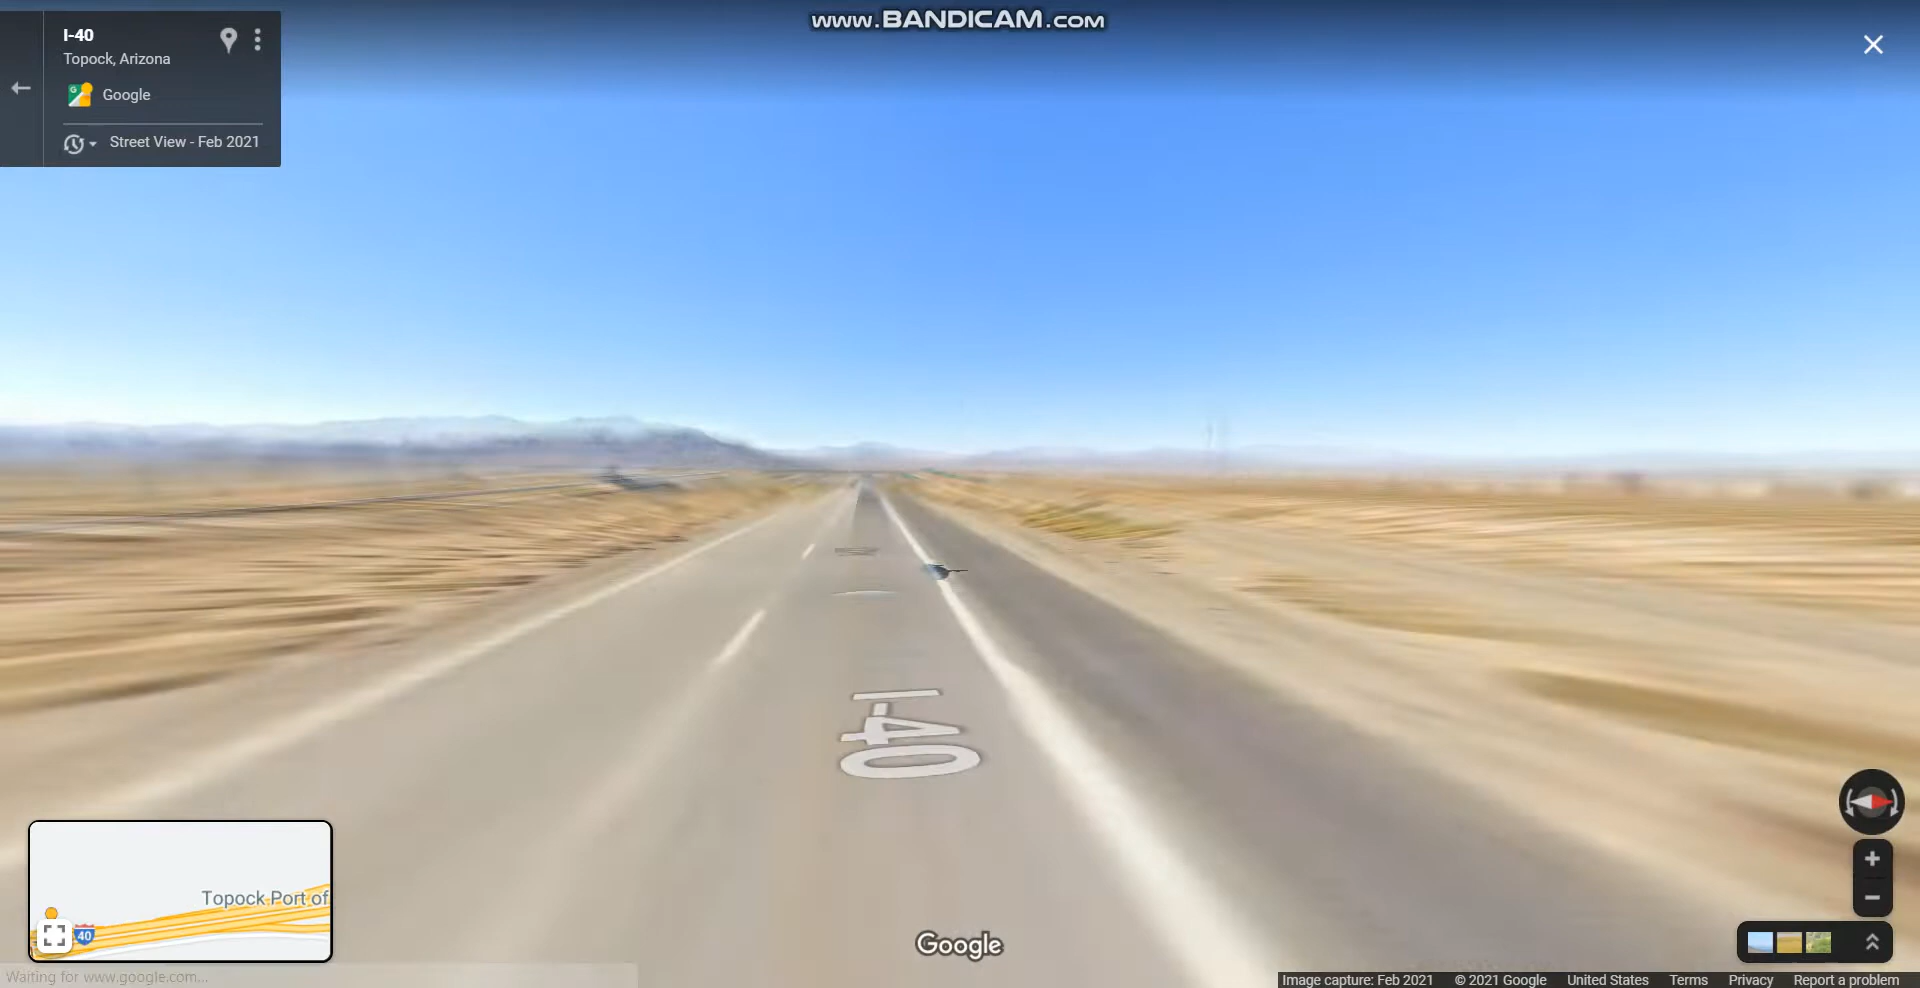 www.BANDICAM.com
I-40
Topock, Arizona
Google
Street View - Feb 2021
I-40
Topock Port of
40
Google
Waiting for www.google.com...
Image capture: Feb 2021 © 2021 Google United States Terms Privacy Report a problem